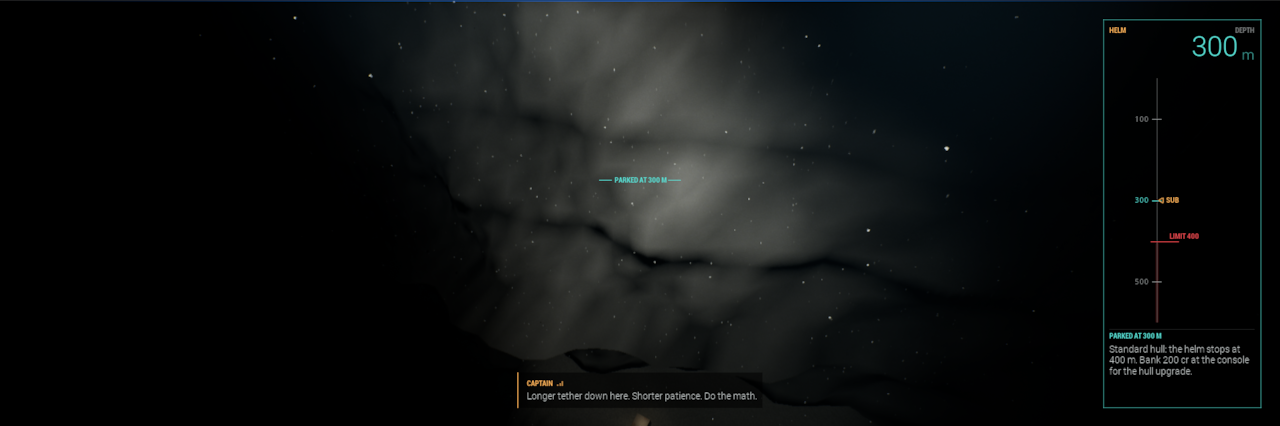 HELM
DEPTH
300 m
100
300
SUB
LIMIT 400
500
PARKED AT 300 M
Standard hull: the helm stops at
400 m. Bank 200 cr at the console
for the hull upgrade.
PARKED AT 300 M
CAPTAIN
Longer tether down here. Shorter patience. Do the math.